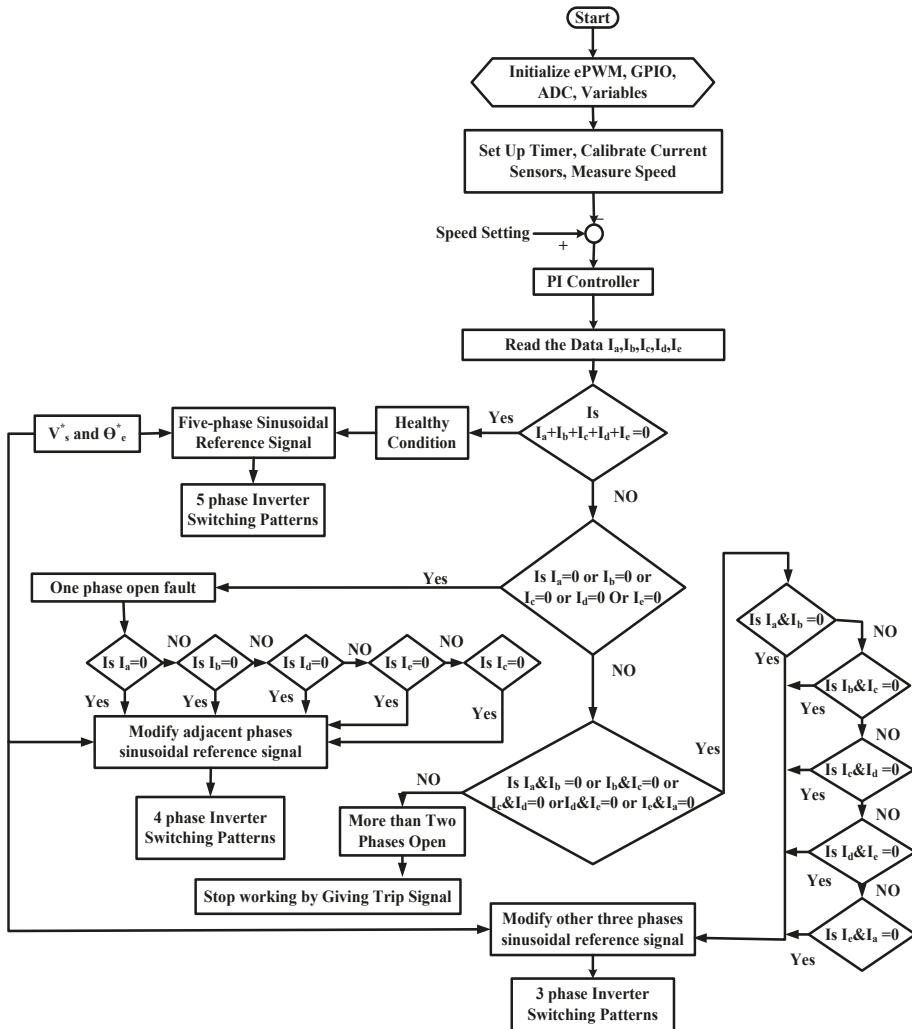 Start
Initialize ePWM, GPIO,
ADC, Variables
Set Up Timer, Calibrate Current
Sensors, Measure Speed
−
Speed Setting
+
PI Controller
Read the Data Ia,Ib,Ic,Id,Ie
Is
Ia+Ib+Ic+Id+Ie =0
Yes
Healthy
Condition
Five-phase Sinusoidal
Reference Signal
V*s and Θ*e
5 phase Inverter
Switching Patterns
NO
Is Ia=0 or Ib=0 or
Ic=0 or Id=0 Or Ie=0
Yes
One phase open fault
Is Ia=0
NO
Is Ib=0
NO
Is Id=0
NO
Is Ic=0
NO
Is Ic=0
Yes
Yes
Yes
Yes
Yes
Modify adjacent phases
sinusoidal reference signal
4 phase Inverter
Switching Patterns
NO
Is Ia&Ib =0 or Ib&Ic=0 or
Ic&Id=0 orId&Ie=0 or Ie&Ia=0
NO
More than Two
Phases Open
Stop working by Giving Trip Signal
Yes
Is Ia&Ib =0
Yes
NO
Is Ib&Ic =0
Yes
NO
Is Ic&Id =0
Yes
NO
Is Id&Ie =0
Yes
NO
Is Ie&Ia =0
Yes
Modify other three phases
sinusoidal reference signal
3 phase Inverter
Switching Patterns